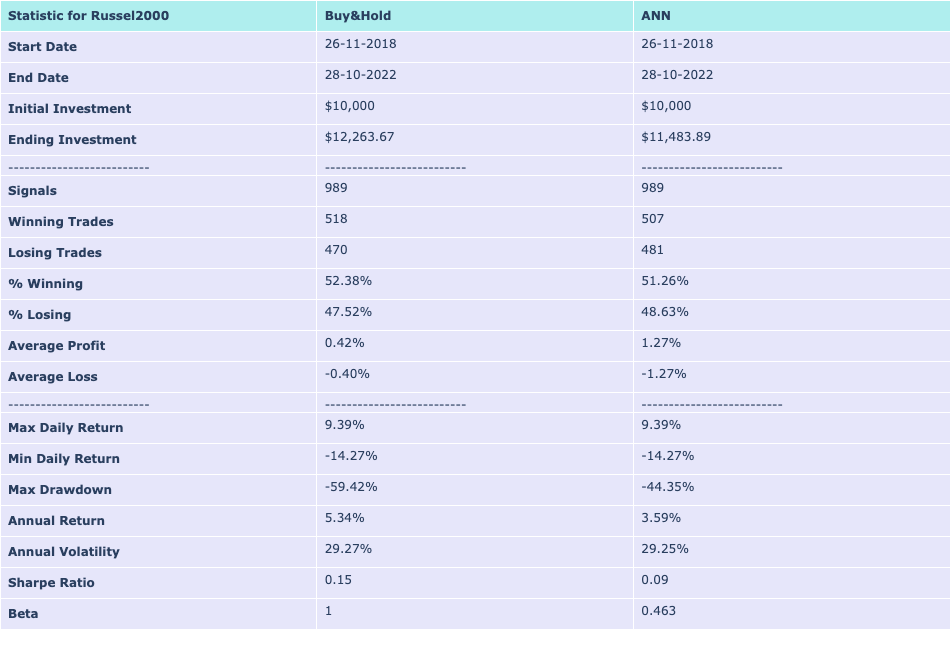 Statistic for Russel2000 Buy&Hold ANN
Start Date 26-11-2018 26-11-2018
End Date 28-10-2022 28-10-2022
Initial Investment $10,000 $10,000
Ending Investment $12,263.67 $11,483.89
-------------------------- -------------------------- --------------------------
Signals 989 989
Winning Trades 518 507
Losing Trades 470 481
% Winning 52.38% 51.26%
% Losing 47.52% 48.63%
Average Profit 0.42% 1.27%
Average Loss -0.40% -1.27%
-------------------------- -------------------------- --------------------------
Max Daily Return 9.39% 9.39%
Min Daily Return -14.27% -14.27%
Max Drawdown -59.42% -44.35%
Annual Return 5.34% 3.59%
Annual Volatility 29.27% 29.25%
Sharpe Ratio 0.15 0.09
Beta 1 0.463